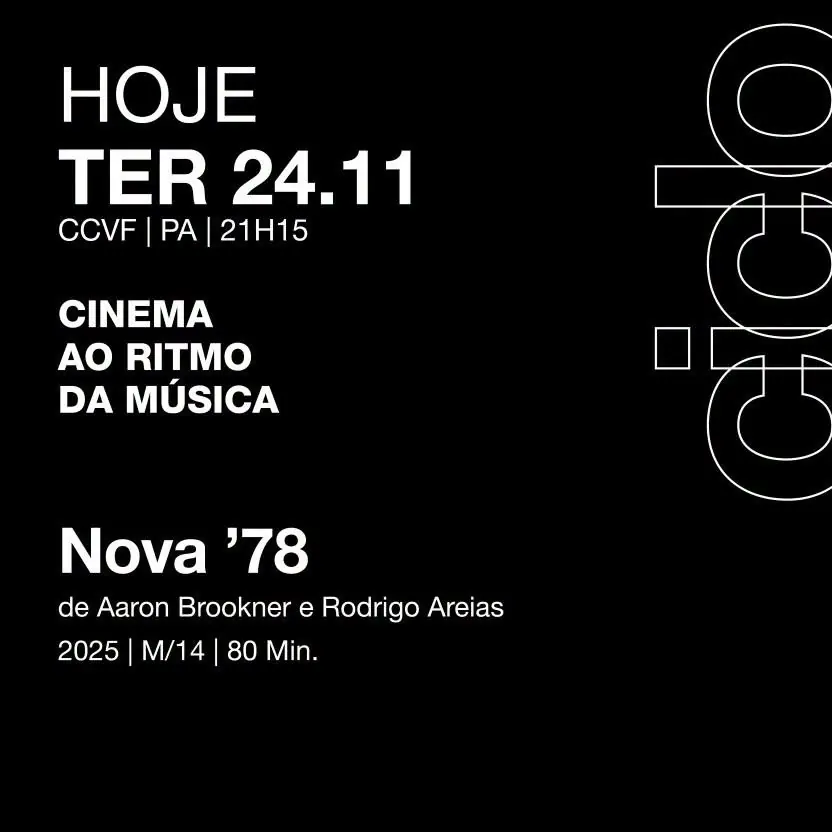 HOJE
TER 24.11
CCVF | PA | 21H15
CINEMA
AO RITMO
DA MÚSICA
Nova ’78
de Aaron Brookner e Rodrigo Areias
2025 | M/14 | 80 Min.
ciclo